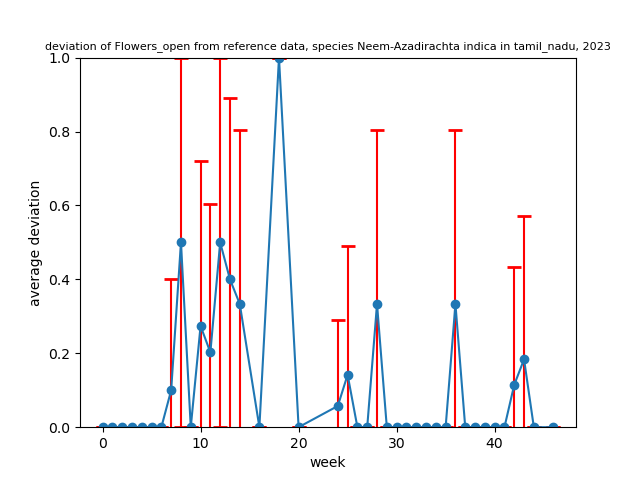 deviation of Flowers_open from reference data, species Neem-Azadirachta indica in tamil_nadu, 2023
1.0
0.8
0.6
0.4
0.2
0.0
average deviation
0 10 20 30 40
week